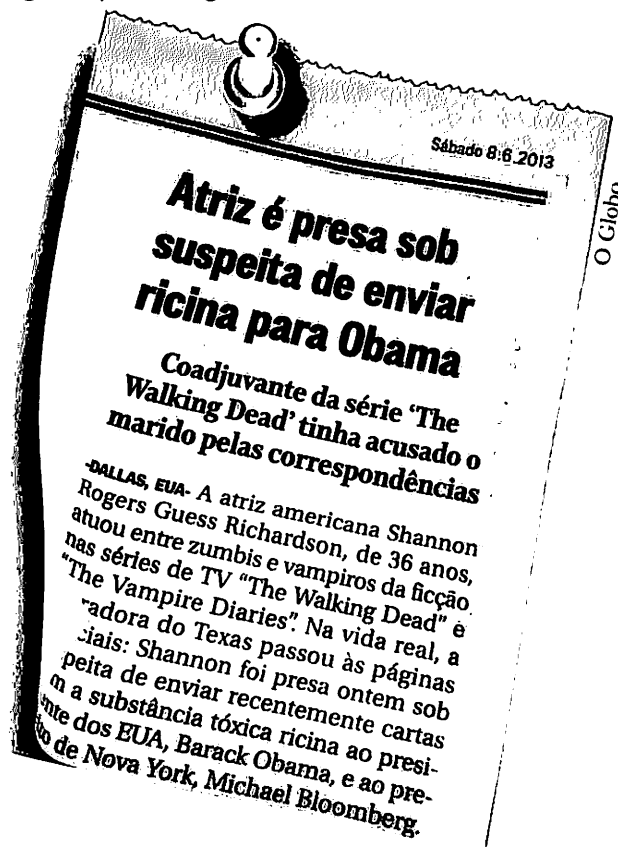 Sábado 8.6.2013
Atriz é presa sob
suspeita de enviar
ricina para Obama
Coadjuvante da série ‘The
Walking Dead’ tinha acusado o
marido pelas correspondências
-DALLAS, EUA- A atriz americana Shannon
Rogers Guess Richardson, de 36 anos,
atuou entre zumbis e vampiros da ficção
nas séries de TV “The Walking Dead” e
“The Vampire Diaries”. Na vida real, a
radora do Texas passou às páginas
ciais: Shannon foi presa ontem sob
peita de enviar recentemente cartas
m a substância tóxica ricina ao presi-
nte dos EUA, Barack Obama, e ao pre-
de Nova York, Michael Bloomberg.
O Globo